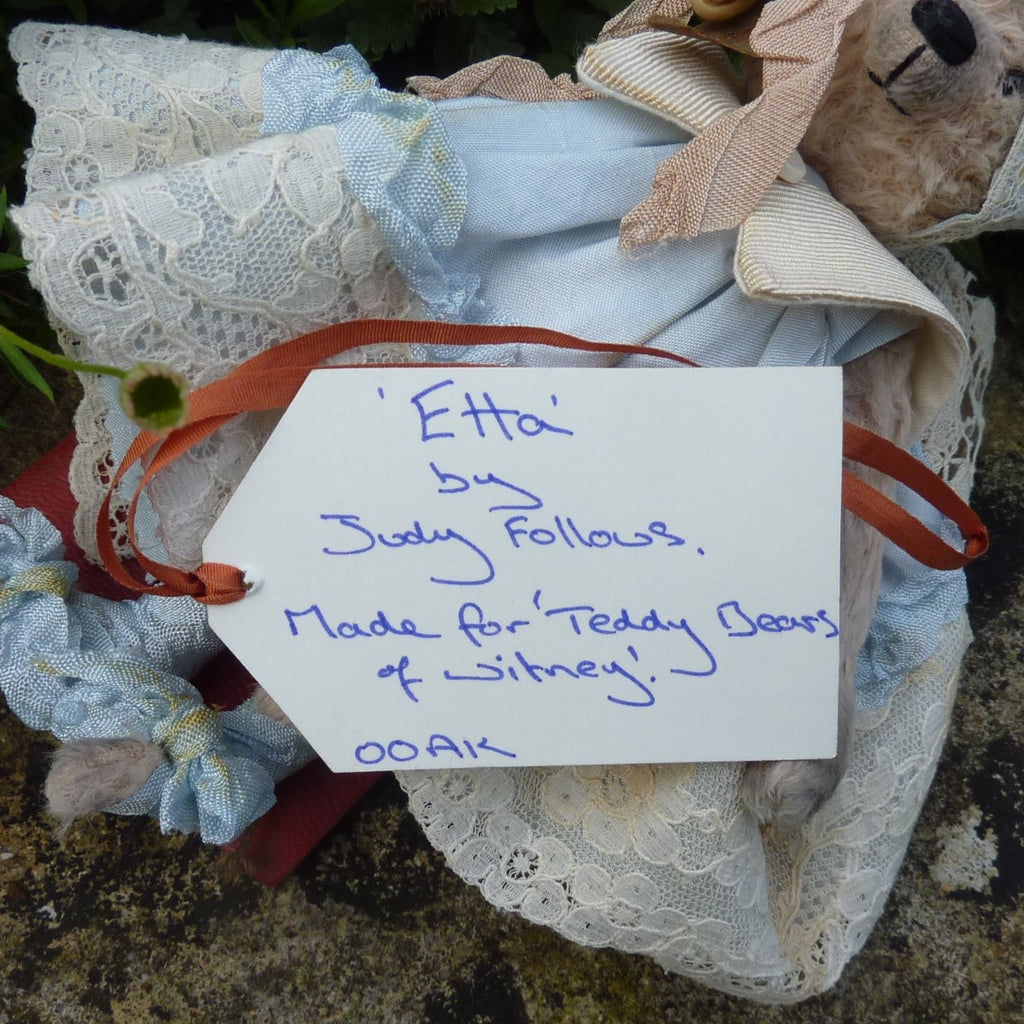 'Etta'
by
Judy Follows.
Made for 'Teddy Bears
of Witney'.
OOAK